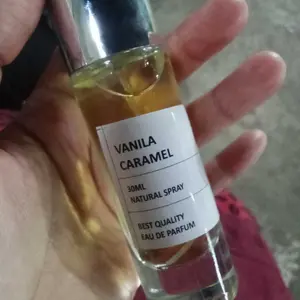 VANILA
CARAMEL
30ML
NATURAL SPRAY
BEST QUALITY
EAU DE PARFUM